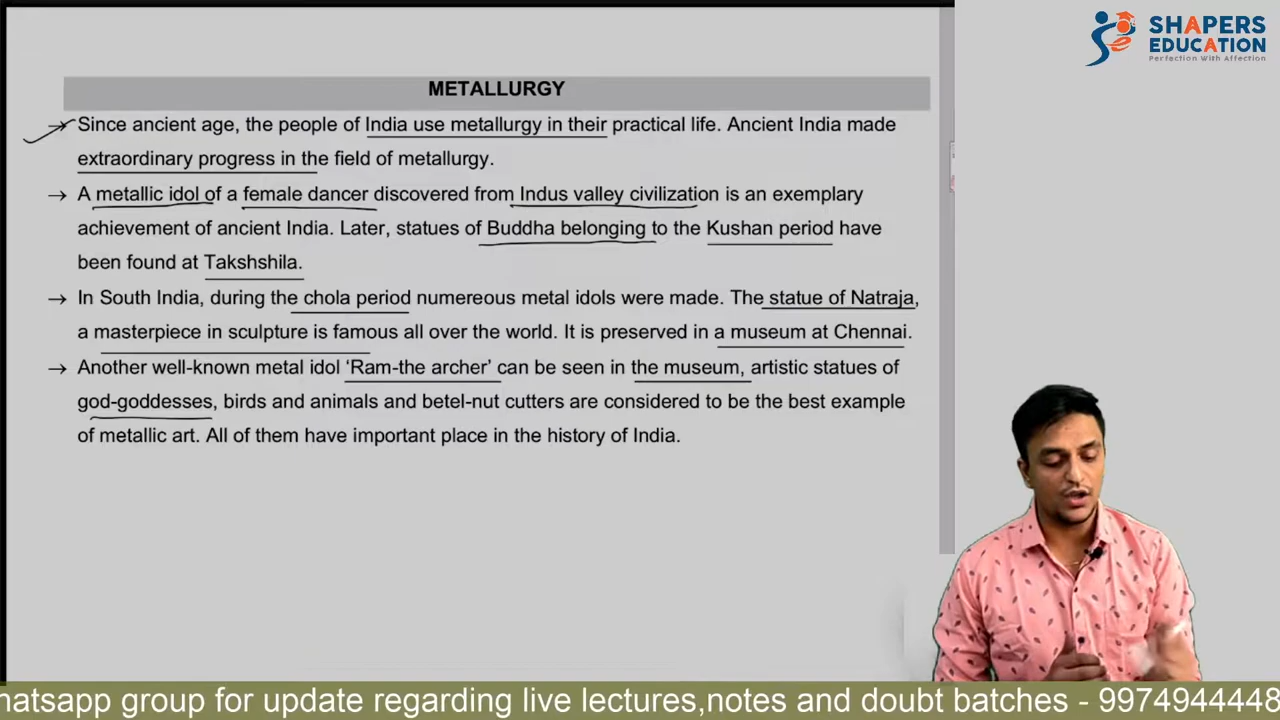 SHAPERS
EDUCATION
Perfection With Affection
METALLURGY
→ Since ancient age, the people of India use metallurgy in their practical life. Ancient India made
extraordinary progress in the field of metallurgy.
→ A metallic idol of a female dancer discovered from Indus valley civilization is an exemplary
achievement of ancient India. Later, statues of Buddha belonging to the Kushan period have
been found at Takshshila.
→ In South India, during the chola period numereous metal idols were made. The statue of Natraja,
a masterpiece in sculpture is famous all over the world. It is preserved in a museum at Chennai.
→ Another well-known metal idol ‘Ram-the archer’ can be seen in the museum, artistic statues of
god-goddesses, birds and animals and betel-nut cutters are considered to be the best example
of metallic art. All of them have important place in the history of India.
hatsapp group for update regarding live lectures,notes and doubt batches - 9974944448